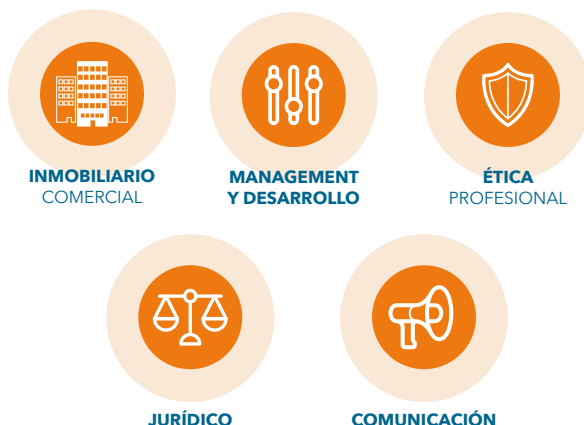 INMOBILIARIO
COMERCIAL
MANAGEMENT
Y DESARROLLO
ÉTICA
PROFESIONAL
JURÍDICO
COMUNICACIÓN